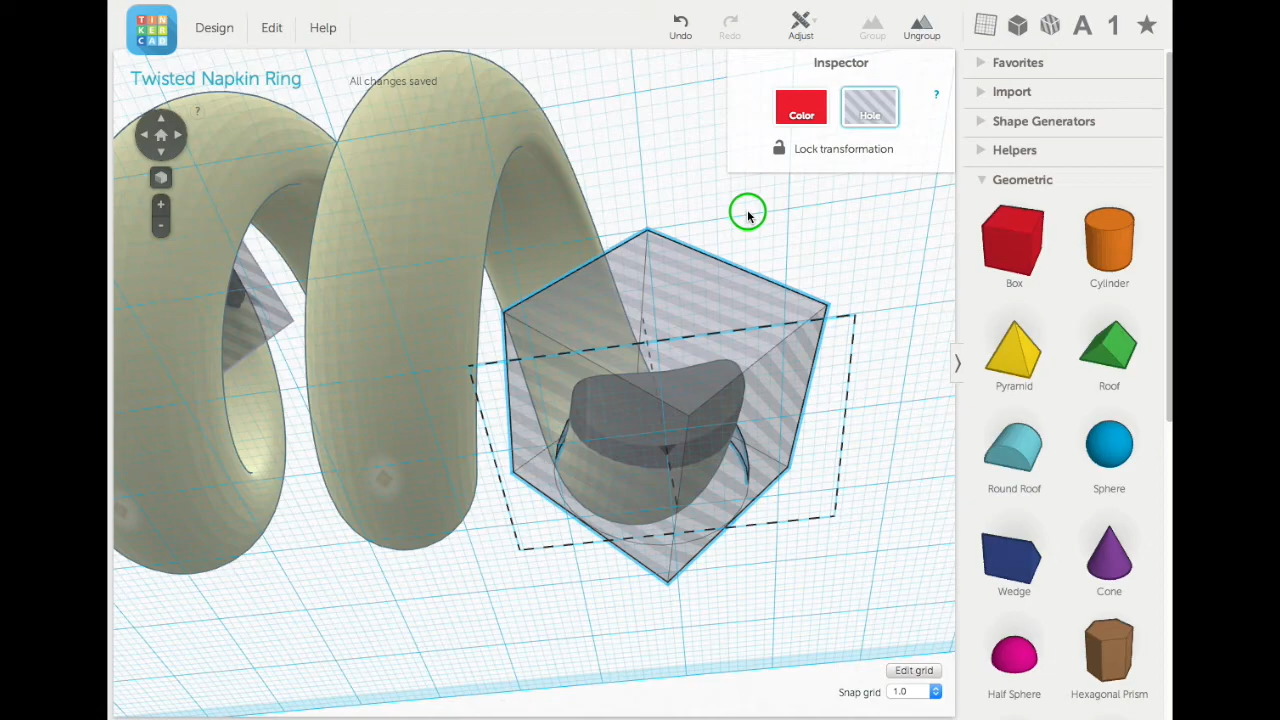 TIN
KER
CAD
Design
Edit
Help
Undo
Redo
Adjust
Group
Ungroup
A
1
Twisted Napkin Ring
All changes saved
?
+
-
Inspector
Color
Hole
?
Lock transformation
Favorites
Import
Shape Generators
Helpers
Geometric
Box
Cylinder
Pyramid
Roof
Round Roof
Sphere
Wedge
Cone
Half Sphere
Hexagonal Prism
Edit grid
Snap grid
1.0